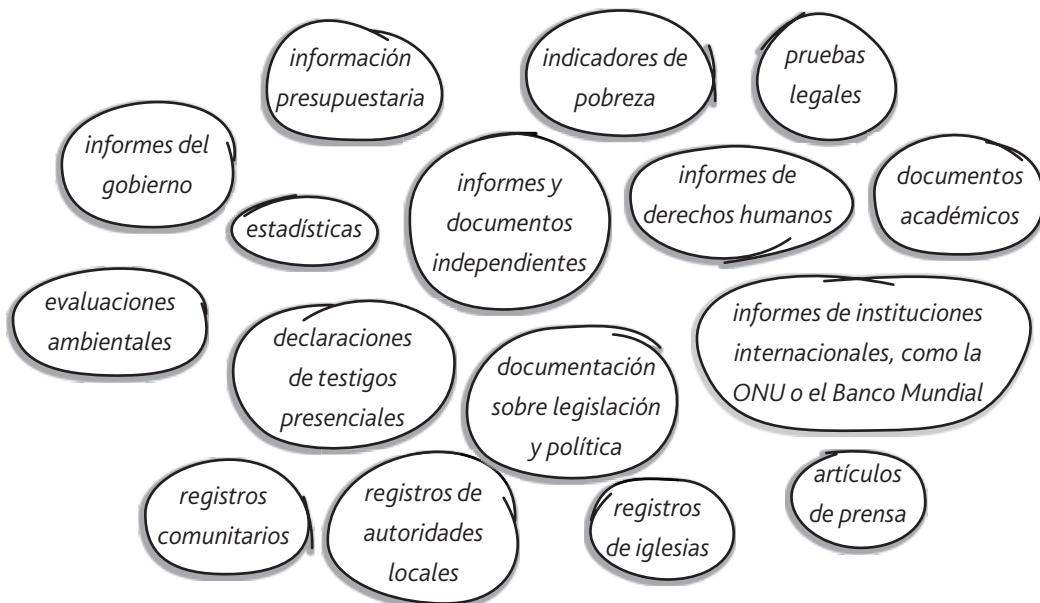 información
presupuestaria
indicadores de
pobreza
pruebas
legales
informes del
gobierno
estadísticas
informes y
documentos
independientes
informes de
derechos humanos
documentos
académicos
evaluaciones
ambientales
declaraciones
de testigos
presenciales
documentación
sobre legislación
y política
informes de instituciones
internacionales, como la
ONU o el Banco Mundial
registros
comunitarios
registros de
autoridades
locales
registros
de iglesias
artículos
de prensa